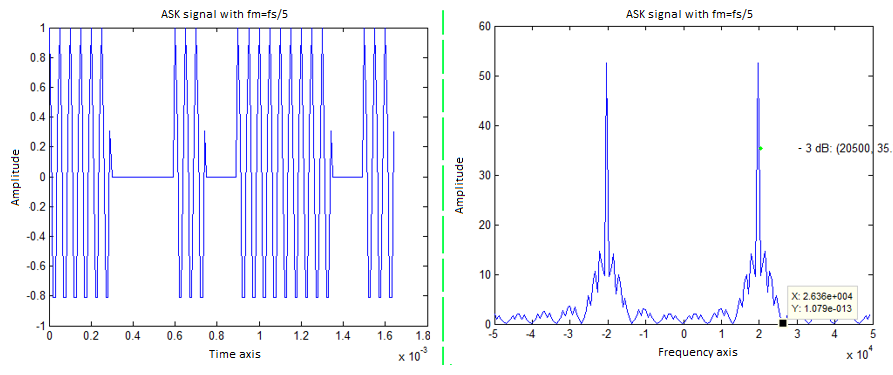 ASK signal with fm=fs/5
1
0.8
0.6
0.4
0.2
0
-0.2
-0.4
-0.6
-0.8
-1
Amplitude
0 0.2 0.4 0.6 0.8 1 1.2 1.4 1.6 1.8
Time axis
x 10⁻³
ASK signal with fm=fs/5
60
50
40
30
20
10
0
Amplitude
- 3 dB: (20500, 35.
X: 2.636e+004
Y: 1.079e-013
-5 -4 -3 -2 -1 0 1 2 3 4 5
Frequency axis
x 10⁴